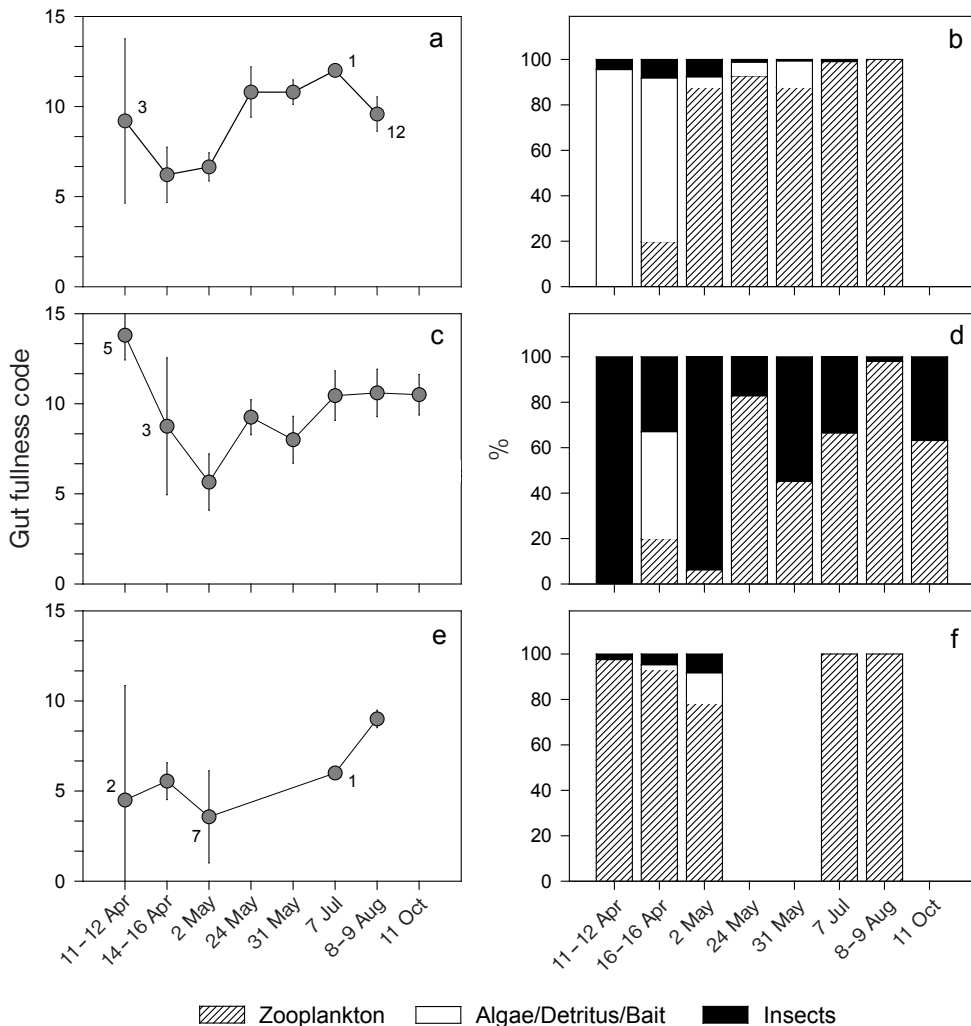 Gut fullness code
15
10
5
0
a
3
1
12
100
80
60
40
20
0
b
15
10
5
0
c
5
3
%
100
80
60
40
20
0
d
15
10
5
0
e
2
7
1
100
80
60
40
20
0
f
11–12 Apr
14–16 Apr
2 May
24 May
31 May
7 Jul
8–9 Aug
11 Oct
11–12 Apr
16–16 Apr
2 May
24 May
31 May
7 Jul
8–9 Aug
11 Oct
Zooplankton Algae/Detritus/Bait Insects